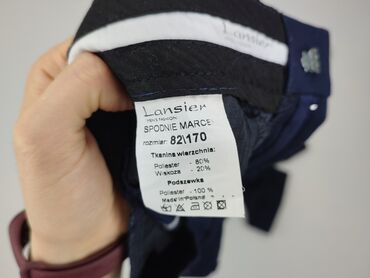 Lansier
Lansier
MEN'S FASHION
SPODNIE MARCE
rozmiar: 82\170
Tkanina wierzchnia:
Poliester - 80%
Wiskoza - 20%
Podszewka
Poliester - 100 %
Made in Poland